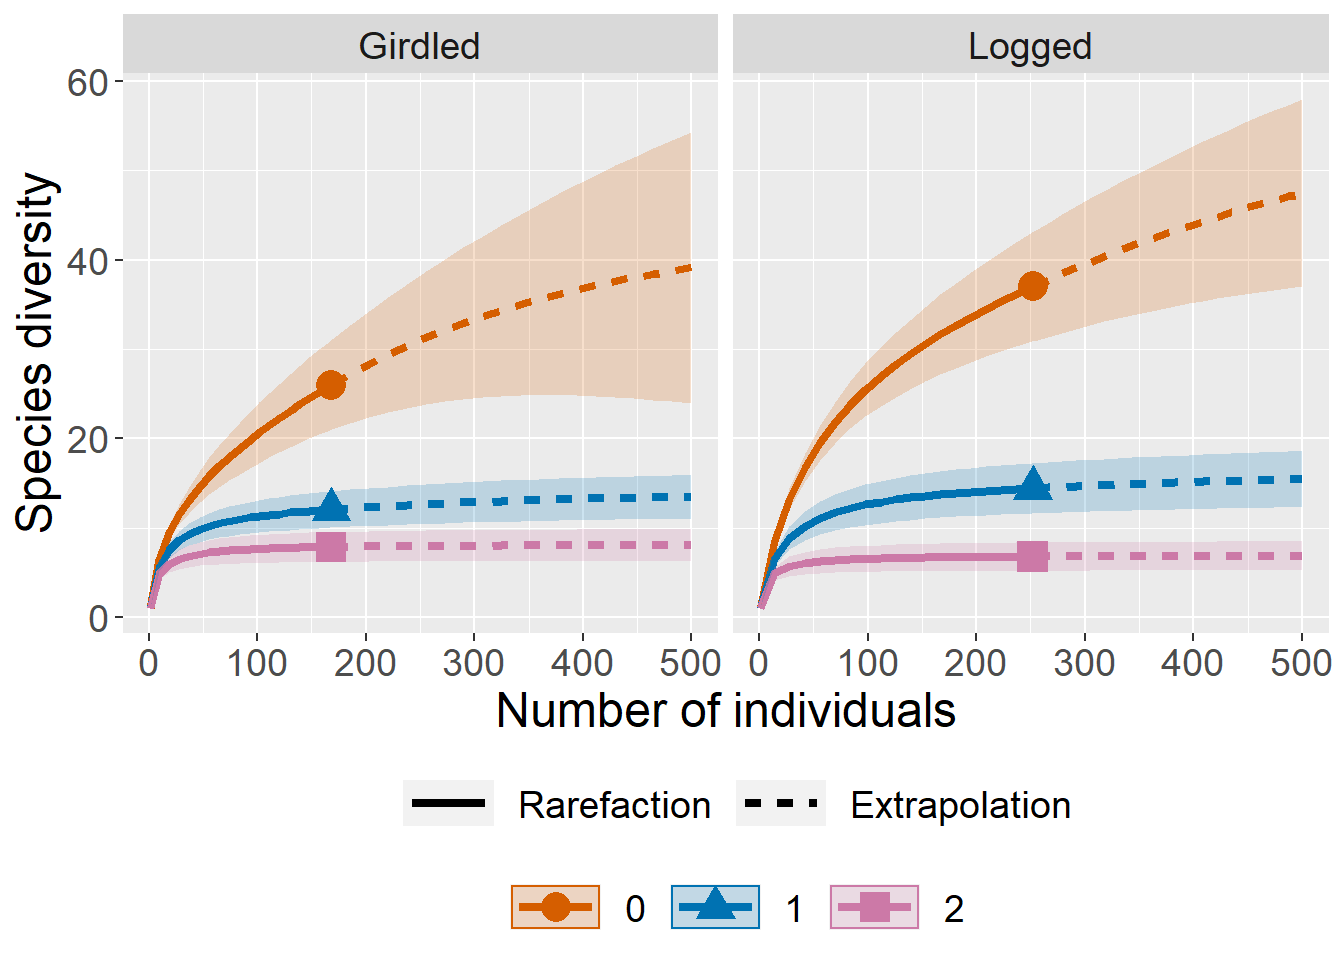 Girdled
Logged
Species diversity
60
40
20
0
0 100 200 300 400 500
0 100 200 300 400 500
Number of individuals
Rarefaction Extrapolation
0 1 2